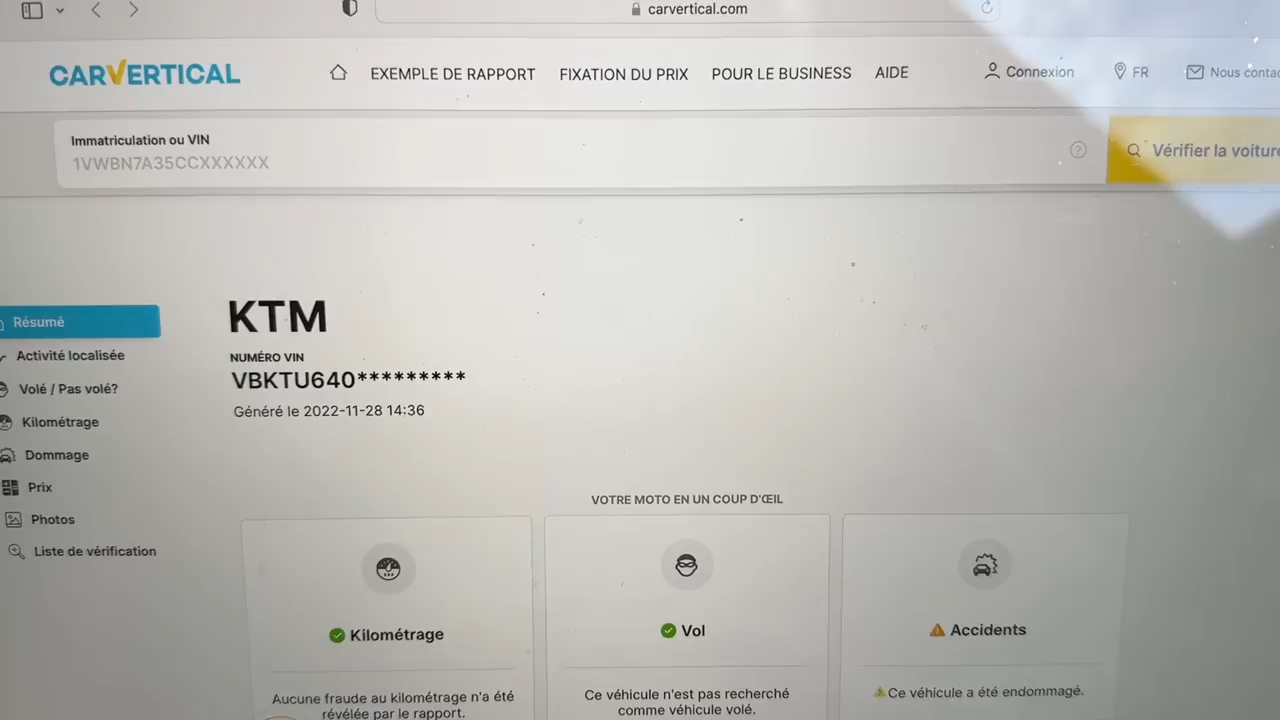 carvertical.com
CARVERTICAL
EXEMPLE DE RAPPORT
FIXATION DU PRIX
POUR LE BUSINESS
AIDE
Connexion
FR
Nous
Immatriculation ou VIN
1VWBN7A35CCXXXXXX
Vérifier la voiture
Résumé
Activité localisée
Volé / Pas volé?
Kilométrage
Dommage
Prix
Photos
Liste de vérification
KTM
NUMÉRO VIN
VBKTU640*********
Généré le 2022-11-28 14:36
VOTRE MOTO EN UN COUP D'ŒIL
Kilométrage
Aucune fraude au kilométrage n'a été
révélée par le rapport.
Vol
Ce véhicule n'est pas recherché
comme véhicule volé.
Accidents
Ce véhicule a été endommagé.